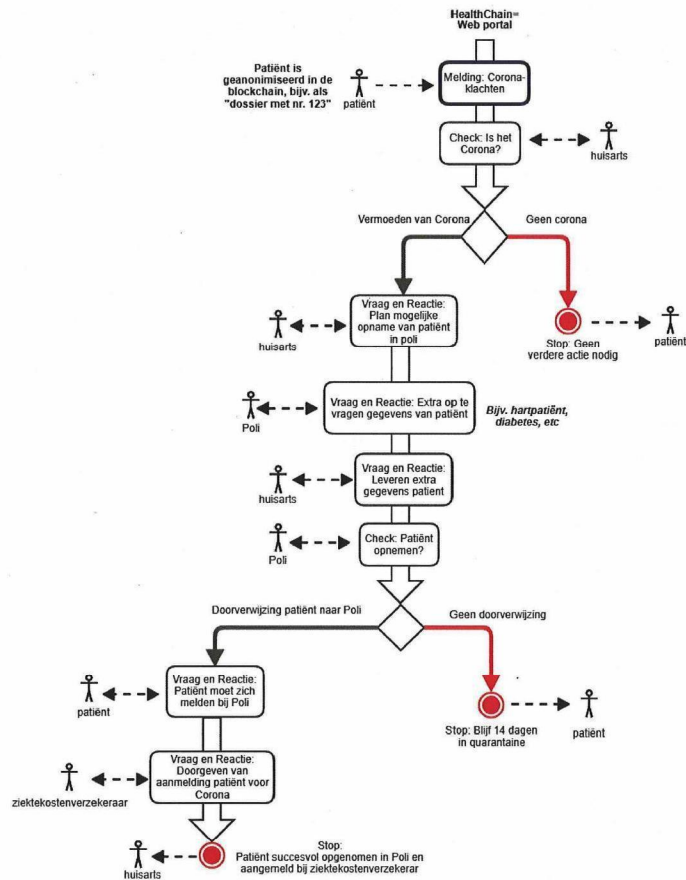 HealthChain=
Web portal
Patiënt is
geanonimiseerd in de
blockchain, bijv. als
"dossier met nr. 123"
patiënt
Melding: Corona-
klachten
Check: Is het
Corona?
huisarts
Vermoeden van Corona
Geen corona
Vraag en Reactie:
Plan mogelijke
opname van patiënt
in poli
huisarts
Stop: Geen
verdere actie nodig
patiënt
Vraag en Reactie: Extra op te
vragen gegevens van patiënt
Poli
Bijv. hartpatiënt,
diabetes, etc
Vraag en Reactie:
Leveren extra
gegevens patient
huisarts
Check: Patiënt
opnemen?
Poli
Doorverwijzing patiënt naar Poli
Geen doorverwijzing
Vraag en Reactie:
Patiënt moet zich
melden bij Poli
patiënt
Stop: Blijf 14 dagen
in quarantaine
patiënt
Vraag en Reactie:
Doorgeven van
aanmelding patiënt voor
Corona
ziektekostenverzekeraar
huisarts
Stop:
Patiënt succesvol opgenomen in Poli en
aangemeld bij ziektekostenverzekerar